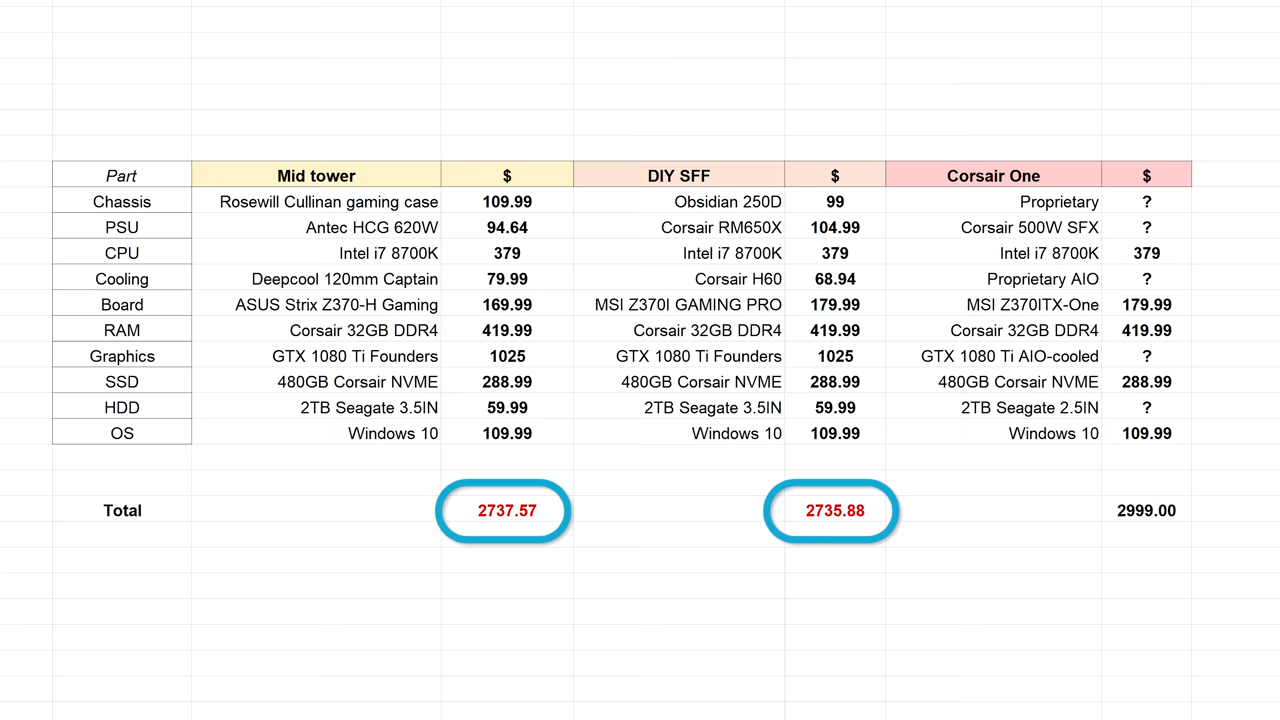 Part Mid tower $ DIY SFF $ Corsair One $
Chassis Rosewill Cullinan gaming case 109.99 Obsidian 250D 99 Proprietary ?
PSU Antec HCG 620W 94.64 Corsair RM650X 104.99 Corsair 500W SFX ?
CPU Intel i7 8700K 379 Intel i7 8700K 379 Intel i7 8700K 379
Cooling Deepcool 120mm Captain 79.99 Corsair H60 68.94 Proprietary AIO ?
Board ASUS Strix Z370-H Gaming 169.99 MSI Z370I GAMING PRO 179.99 MSI Z370ITX-One 179.99
RAM Corsair 32GB DDR4 419.99 Corsair 32GB DDR4 419.99 Corsair 32GB DDR4 419.99
Graphics GTX 1080 Ti Founders 1025 GTX 1080 Ti Founders 1025 GTX 1080 Ti AIO-cooled ?
SSD 480GB Corsair NVME 288.99 480GB Corsair NVME 288.99 480GB Corsair NVME 288.99
HDD 2TB Seagate 3.5IN 59.99 2TB Seagate 3.5IN 59.99 2TB Seagate 2.5IN ?
OS Windows 10 109.99 Windows 10 109.99 Windows 10 109.99
Total 2737.57 2735.88 2999.00